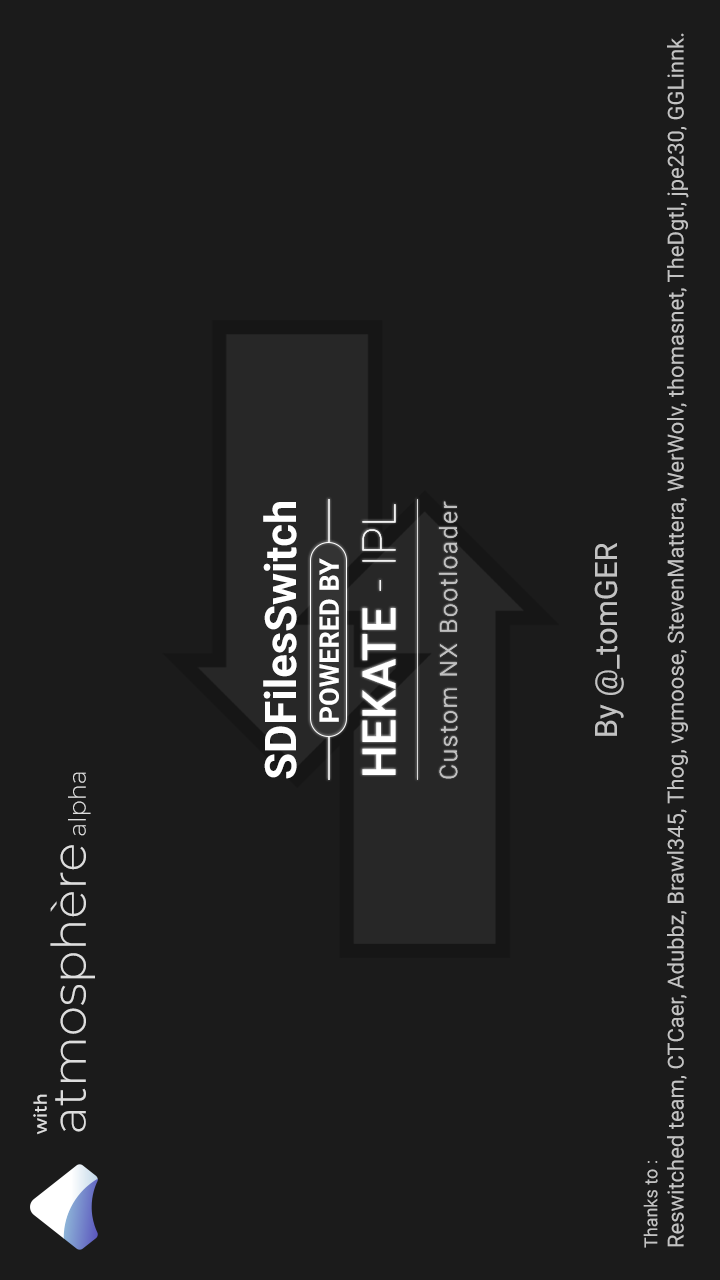 with
atmosphère alpha
SDFilesSwitch
POWERED BY
HEKATE - IPL
Custom NX Bootloader
By @_tomGER
Thanks to :
Reswitched team, CTCaer, Adubbz, Brawl345, Thog, vgmoose, StevenMattera, WerWolv, thomasnet, TheDgtl, jpe230, GGLinnk.